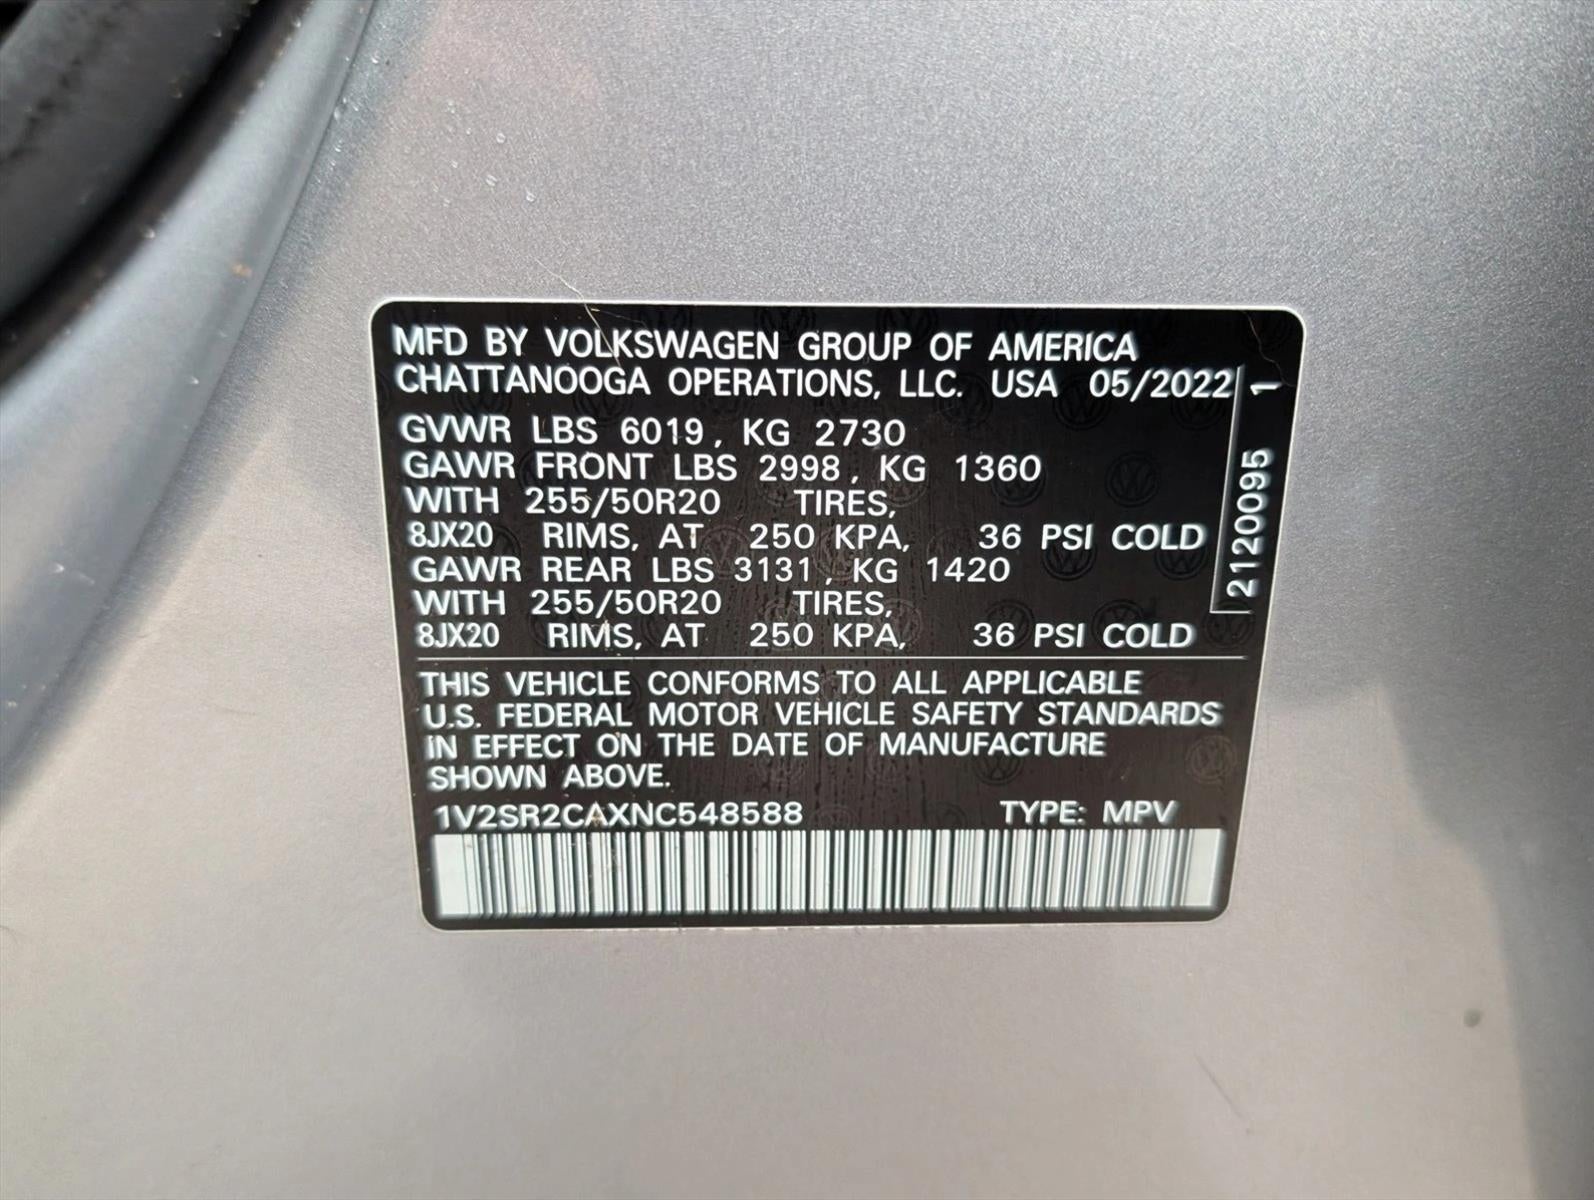 MFD BY VOLKSWAGEN GROUP OF AMERICA
CHATTANOOGA OPERATIONS, LLC. USA 05/2022
GVWR LBS 6019, KG 2730
GAWR FRONT LBS 2998, KG 1360
WITH 255/50R20 TIRES,
8JX20 RIMS, AT 250 KPA, 36 PSI COLD
GAWR REAR LBS 3131, KG 1420
WITH 255/50R20 TIRES,
8JX20 RIMS, AT 250 KPA, 36 PSI COLD
THIS VEHICLE CONFORMS TO ALL APPLICABLE
U.S. FEDERAL MOTOR VEHICLE SAFETY STANDARDS
IN EFFECT ON THE DATE OF MANUFACTURE
SHOWN ABOVE.
1V2SR2CAXNC548588 TYPE: MPV
2120095 1